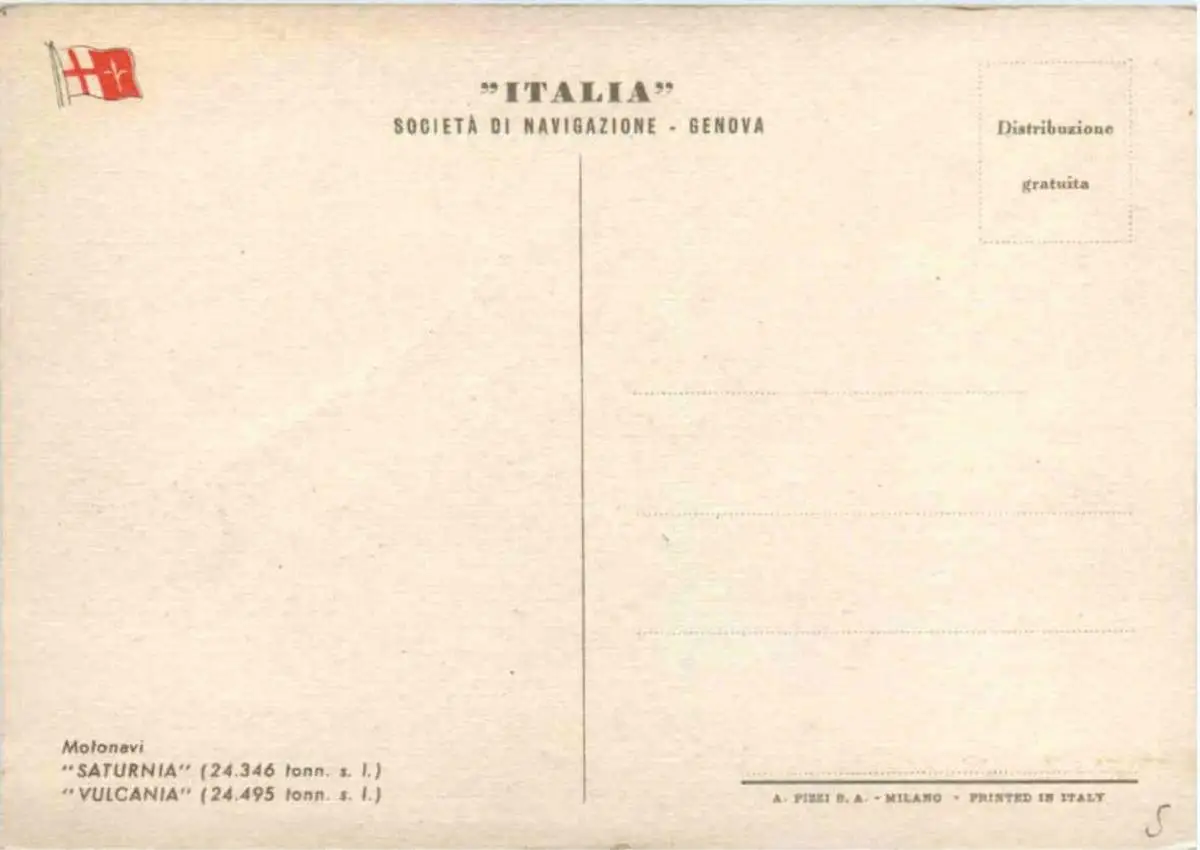 "ITALIA"
SOCIETÀ DI NAVIGAZIONE - GENOVA
Distribuzione
gratuita
Motonavi
"SATURNIA" (24.346 tonn. s. l.)
"VULCANIA" (24.495 tonn. s. l.)
A. PIZZI S. A. - MILANO - PRINTED IN ITALY
5